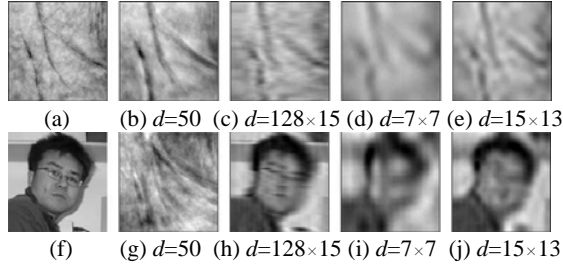 (a) (b) d=50 (c) d=128×15 (d) d=7×7 (e) d=15×13
(f) (g) d=50 (h) d=128×15 (i) d=7×7 (j) d=15×13